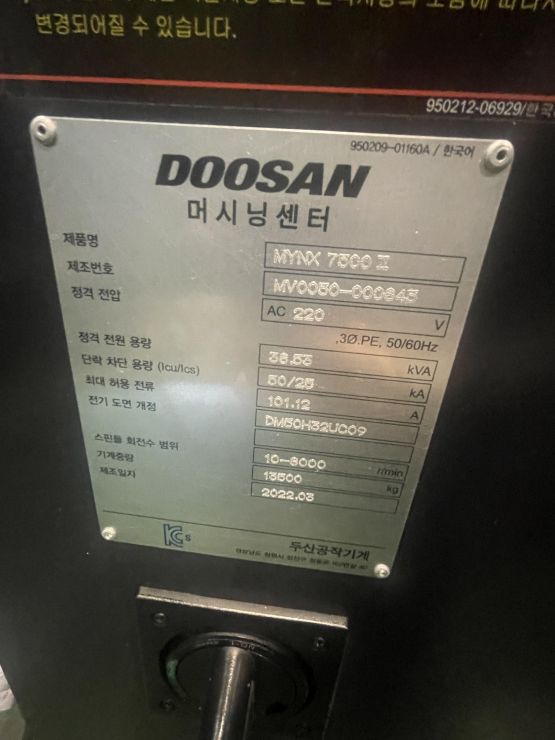 변경되어질 수 있습니다.
950212-06929/한국
950209-01160A / 한국어
DOOSAN
머시닝센터
제품명 MYNX 7500 II
제조번호 MV0050-000643
정격 전압 AC 220 V
,3Ø.PE, 50/60Hz
정격 전원 용량 36.53 kVA
단락 차단 용량 (Icu/Ics) 50/25 kA
최대 허용 전류 101.12 A
전기 도면 개정 DM50H32UC09
스핀들 회전수 범위 10-6000 r/min
기계중량 13500 kg
제조일자 2022.03
KCs
두산공작기계